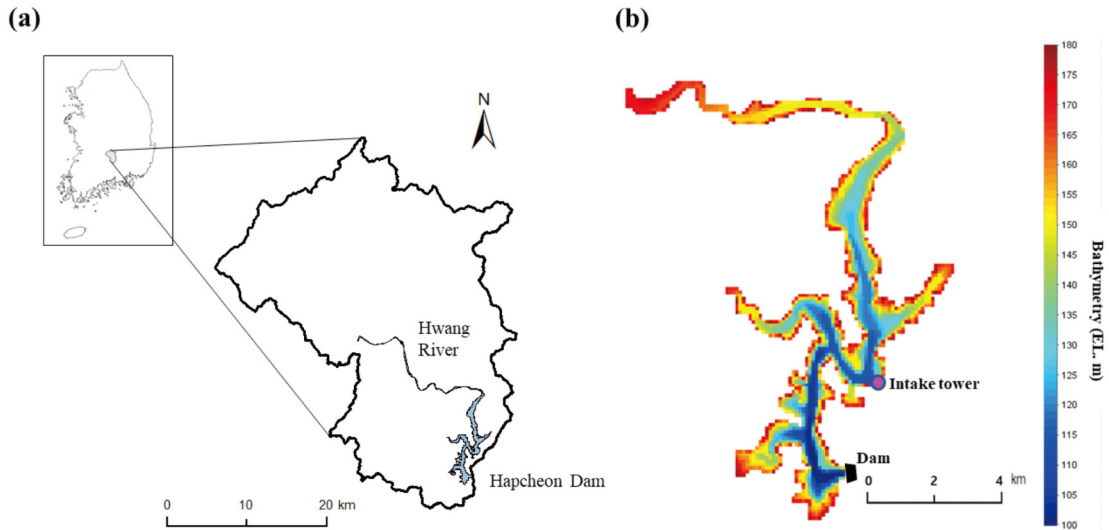 (a)
N
Hwang
River
Hapcheon Dam
0 10 20 km
(b)
Intake tower
Dam
0 2 4 km
180
175
170
165
160
155
150
145
140
135
130
125
120
115
110
105
100
Bathymetry (EL. m)